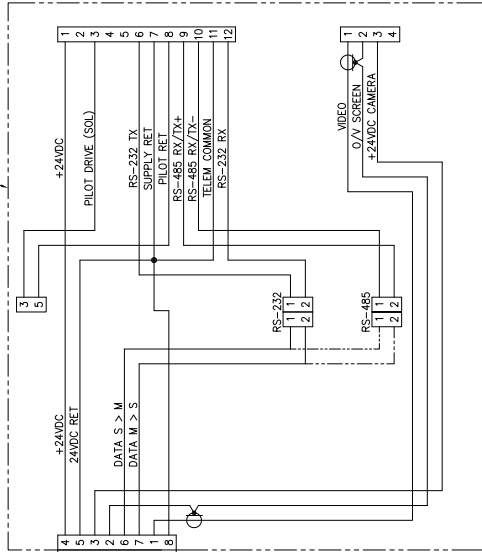 1
2
3
4
5
6
7
8
9
10
11
12
+24VDC
PILOT DRIVE (SOL)
RS-232 TX
SUPPLY RET
PILOT RET
RS-485 RX/TX+
RS-485 RX/TX-
TELEM COMMON
RS-232 RX
1
2
3
4
VIDEO
O/V SCREEN
+24VDC CAMERA
3
5
RS-232
1 1
2 2
RS-485
1 1
2 2
+24VDC
24VDC RET
DATA S > M
DATA M > S
4
5
3
2
6
7
1
8